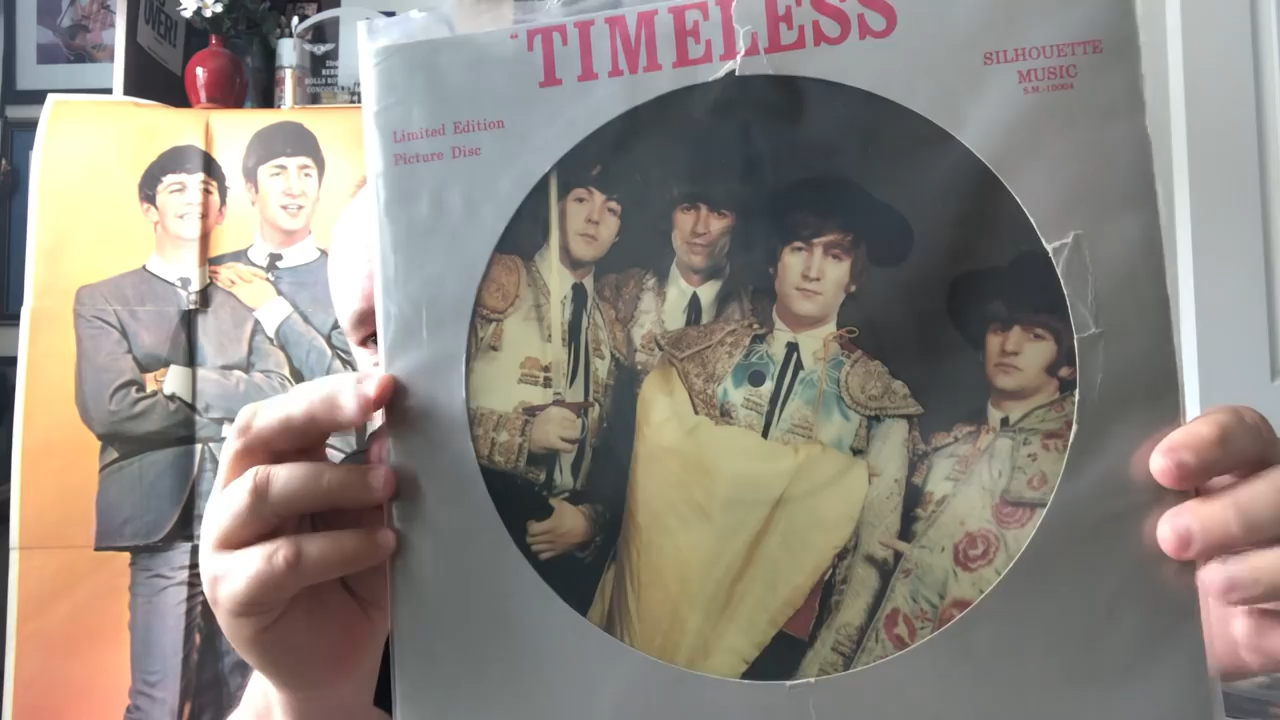 OVER!
"TIMELESS
SILHOUETTE
MUSIC
S.M.-10004
Limited Edition
Picture Disc